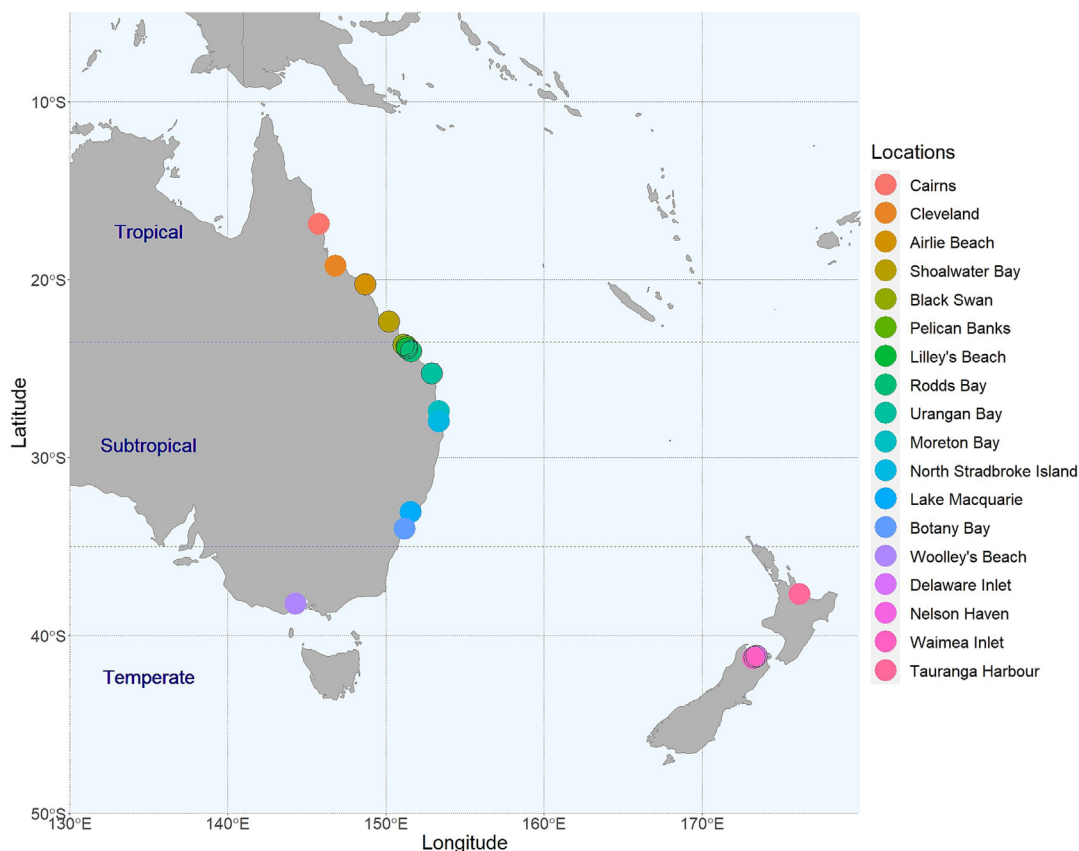 10°S
20°S
30°S
40°S
50°S
Latitude
Tropical
Subtropical
Temperate
130°E
140°E
150°E
160°E
170°E
Longitude
Locations
Cairns
Cleveland
Airlie Beach
Shoalwater Bay
Black Swan
Pelican Banks
Lilley's Beach
Rodds Bay
Urangan Bay
Moreton Bay
North Stradbroke Island
Lake Macquarie
Botany Bay
Woolley's Beach
Delaware Inlet
Nelson Haven
Waimea Inlet
Tauranga Harbour